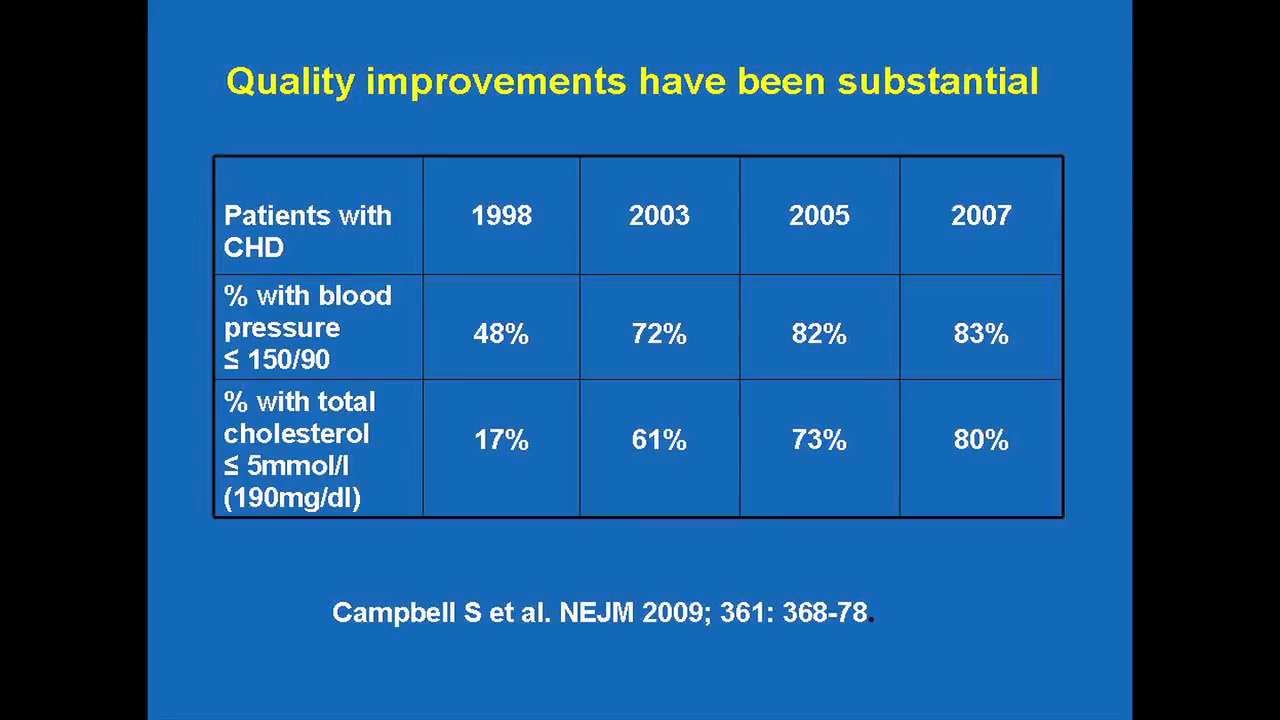 Quality improvements have been substantial
Patients with
CHD
1998
2003
2005
2007
% with blood
pressure
≤ 150/90
48%
72%
82%
83%
% with total
cholesterol
≤ 5mmol/l
(190mg/dl)
17%
61%
73%
80%
Campbell S et al. NEJM 2009; 361: 368-78.